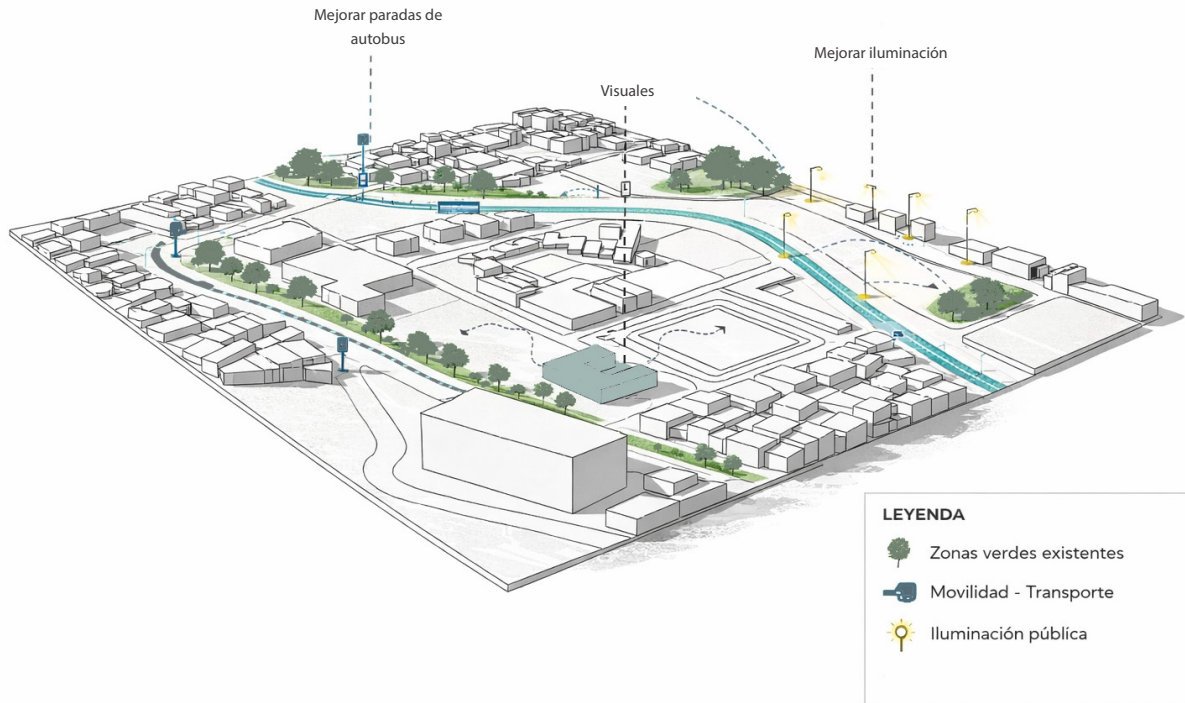 Mejorar paradas de
autobus
Mejorar iluminación
Visuales
LEYENDA
Zonas verdes existentes
Movilidad - Transporte
Iluminación pública